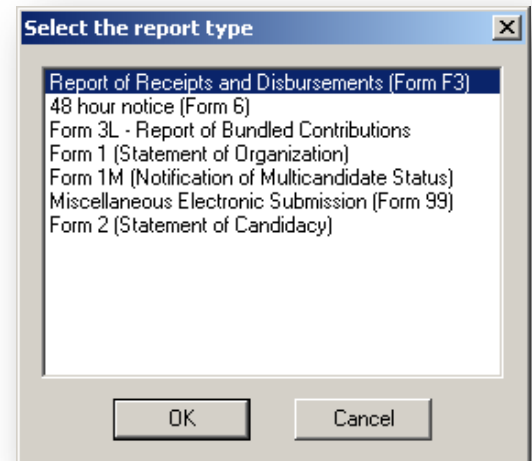 Select the report type
Report of Receipts and Disbursements (Form F3)
48 hour notice (Form 6)
Form 3L - Report of Bundled Contributions
Form 1 (Statement of Organization)
Form 1M (Notification of Multicandidate Status)
Miscellaneous Electronic Submission (Form 99)
Form 2 (Statement of Candidacy)
OK Cancel